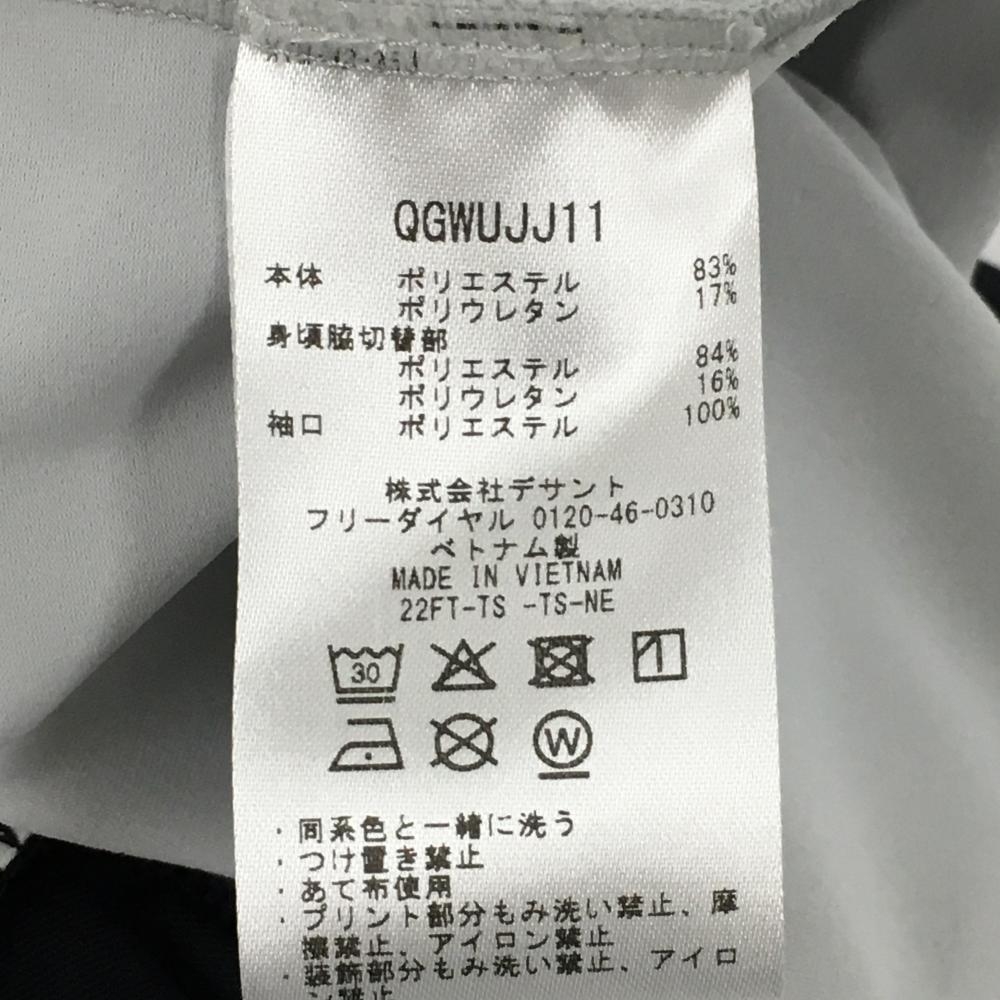 QGWUJJ11
本体 ポリエステル 83%
ポリウレタン 17%
身頃脇切替部
ポリエステル 84%
ポリウレタン 16%
袖口 ポリエステル 100%
株式会社デサント
フリーダイヤル 0120-46-0310
ベトナム製
MADE IN VIETNAM
22FT-TS -TS-NE
30
W
・同系色と一緒に洗う
・つけ置き禁止
・あて布使用
・プリント部分もみ洗い禁止、摩
擦禁止、アイロン禁止
・装飾部分もみ洗い禁止、アイロ
ン禁止